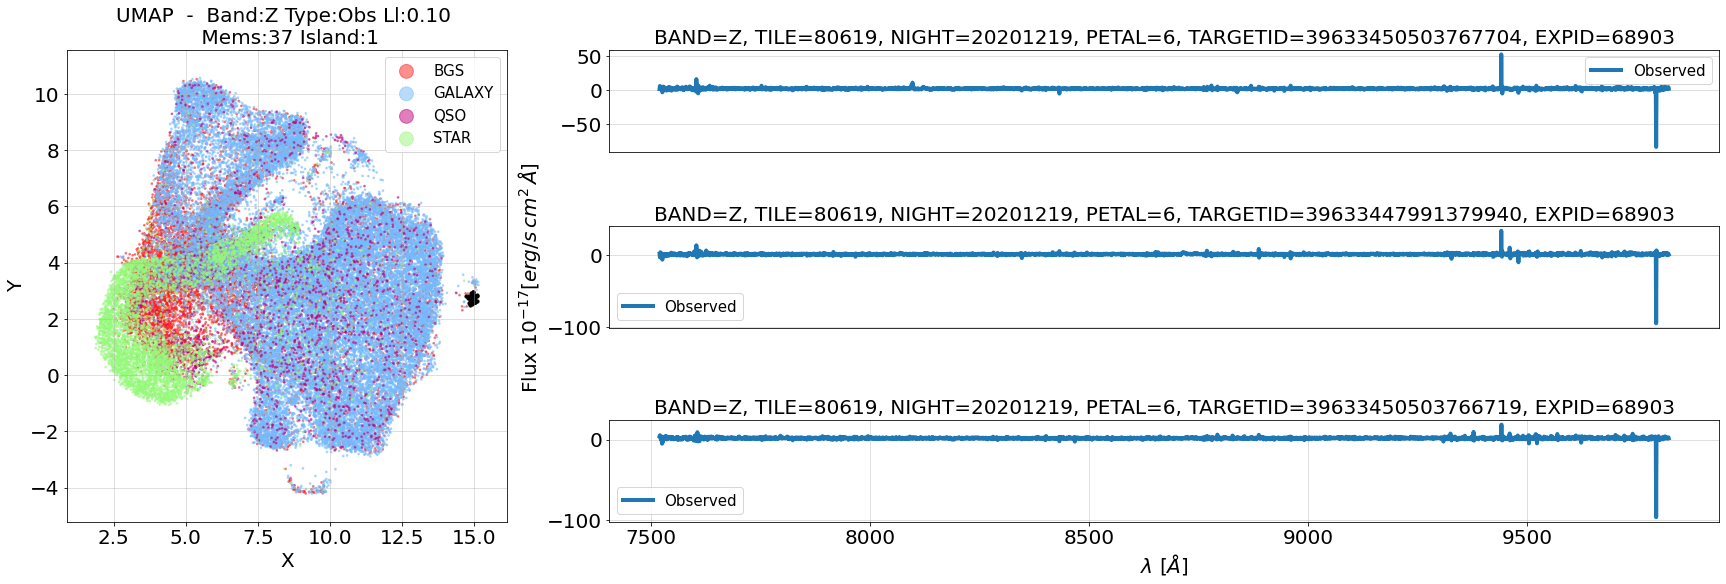 UMAP - Band:Z Type:Obs Ll:0.10
Mems:37 Island:1
BGS
GALAXY
QSO
STAR
10
8
6
4
2
0
−2
−4
Y
2.5 5.0 7.5 10.0 12.5 15.0
X
Flux 10⁻¹⁷[erg/s cm² Å]
BAND=Z, TILE=80619, NIGHT=20201219, PETAL=6, TARGETID=39633450503767704, EXPID=68903
50
0
−50
Observed
BAND=Z, TILE=80619, NIGHT=20201219, PETAL=6, TARGETID=39633447991379940, EXPID=68903
0
−100
Observed
BAND=Z, TILE=80619, NIGHT=20201219, PETAL=6, TARGETID=39633450503766719, EXPID=68903
0
−100
Observed
7500 8000 8500 9000 9500
λ [Å]